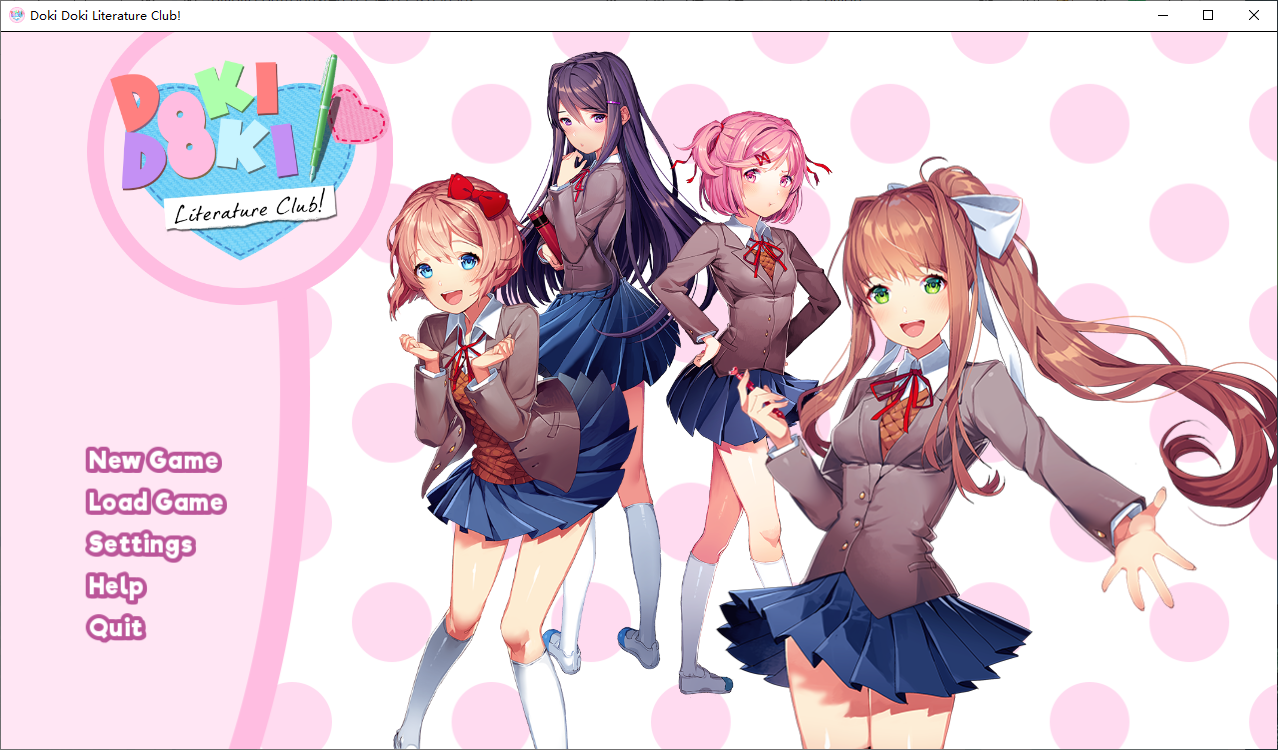 Doki Doki Literature Club!
DOKI
DOKI
Literature Club!
New Game
Load Game
Settings
Help
Quit